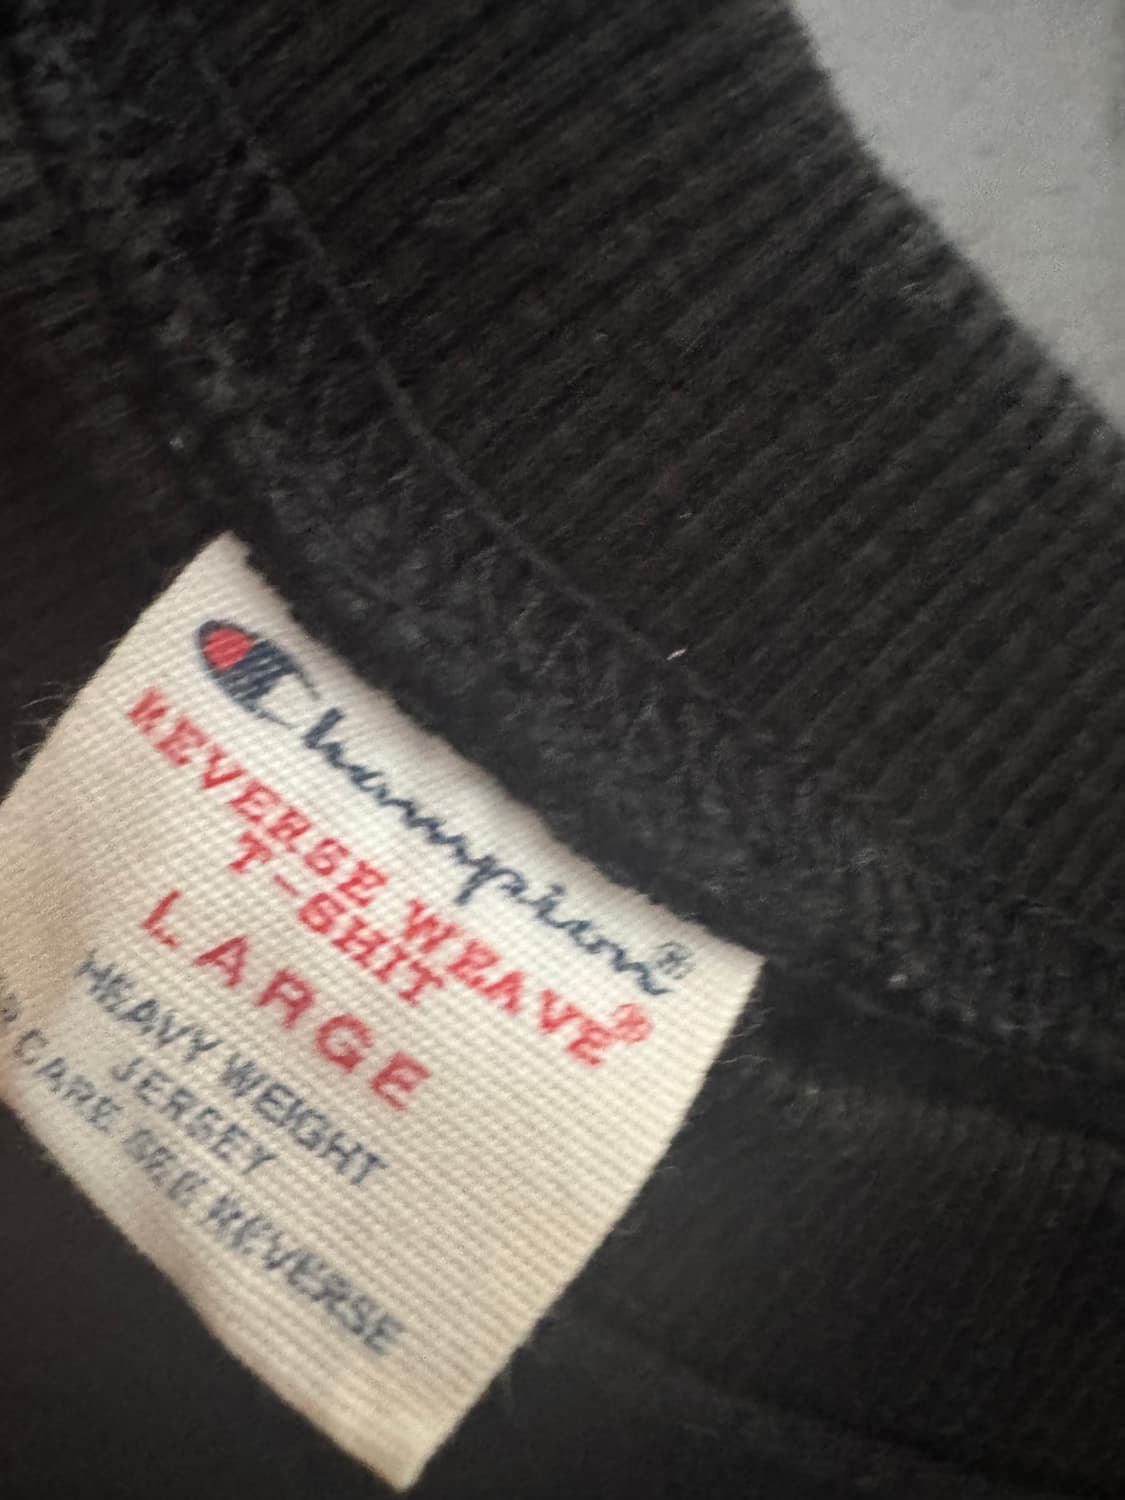 Champion®
REVERSE WEAVE®
T-SHIT
LARGE
HEAVY WEIGHT
JERSEY
CARE SEE REVERSE